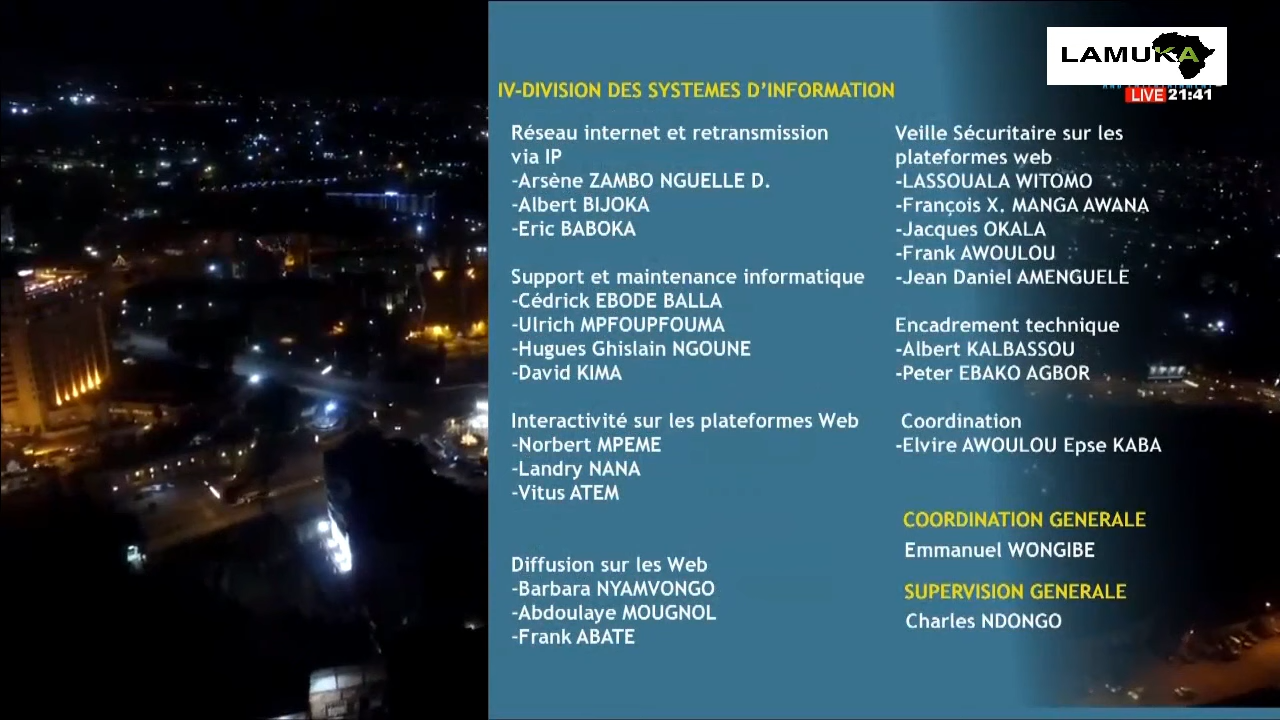 LAMUKA
LIVE 21:41
IV-DIVISION DES SYSTEMES D'INFORMATION
Réseau internet et retransmission
via IP
-Arsène ZAMBO NGUELLE D.
-Albert BIJOKA
-Eric BABOKA
Support et maintenance informatique
-Cédrick EBODE BALLA
-Ulrich MPFOUPFOUMA
-Hugues Ghislain NGOUNE
-David KIMA
Interactivité sur les plateformes Web
-Norbert MPEME
-Landry NANA
-Vitus ATEM
Diffusion sur les Web
-Barbara NYAMVONGO
-Abdoulaye MOUGNOL
-Frank ABATE
Veille Sécuritaire sur les
plateformes web
-LASSOUALA WITOMO
-François X. MANGA AWANA
-Jacques OKALA
-Frank AWOULOU
-Jean Daniel AMENGUELE
Encadrement technique
-Albert KALBASSOU
-Peter EBAKO AGBOR
Coordination
-Elvire AWOULOU Epse KABA
COORDINATION GENERALE
Emmanuel WONGIBE
SUPERVISION GENERALE
Charles NDONGO